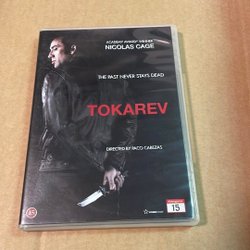 ACADEMY AWARD WINNER
NICOLAS CAGE
THE PAST NEVER STAYS DEAD
TOKAREV
DIRECTED BY PACO CABEZAS
15